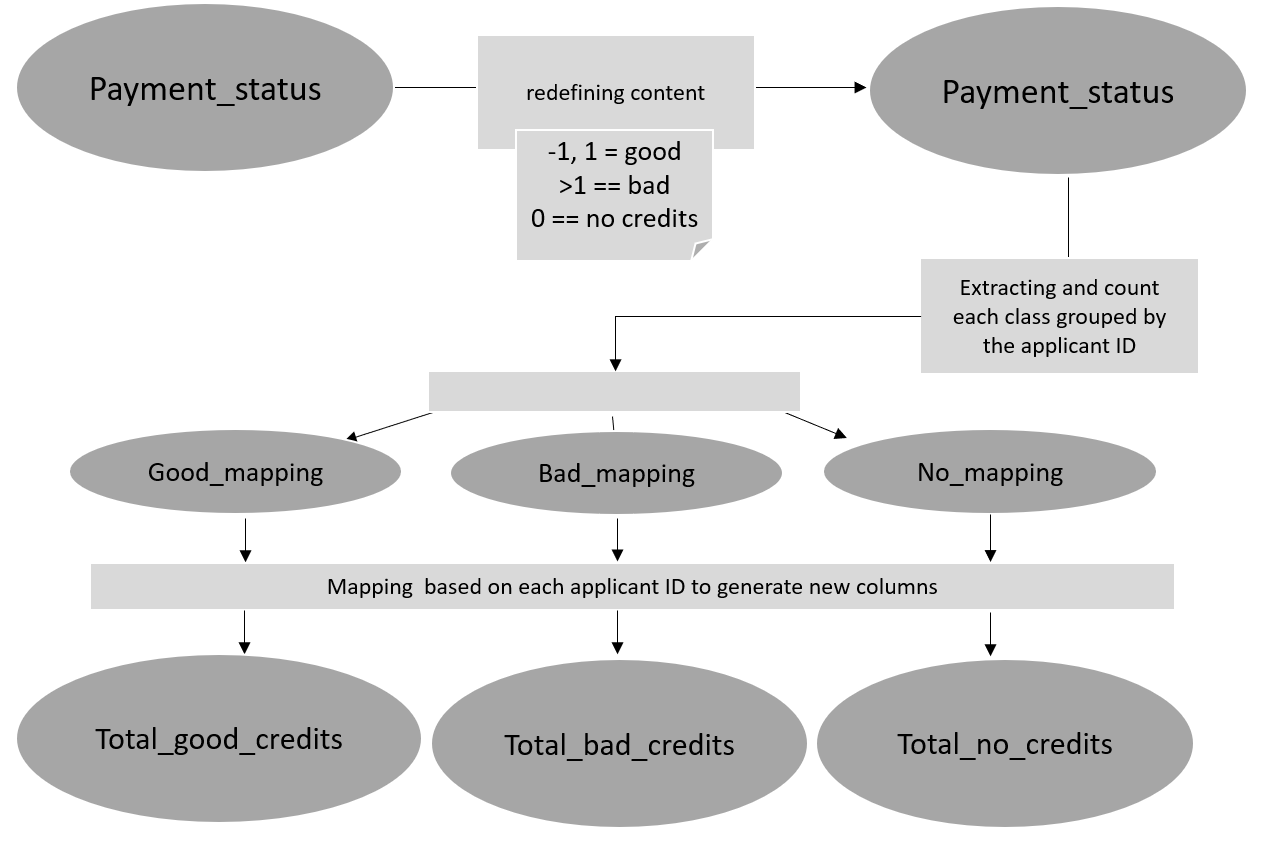 Payment_status
redefining content
Payment_status
-1, 1 = good
>1 == bad
0 == no credits
Extracting and count
each class grouped by
the applicant ID
Good_mapping
Bad_mapping
No_mapping
Mapping  based on each applicant ID to generate new columns
Total_good_credits
Total_bad_credits
Total_no_credits